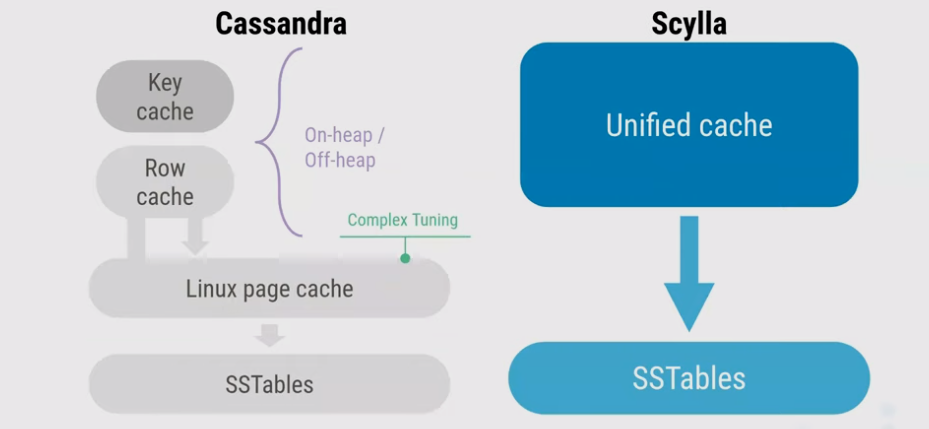 Cassandra
Key
cache
Row
cache
On-heap /
Off-heap
Complex Tuning
Linux page cache
SSTables
Scylla
Unified cache
SSTables